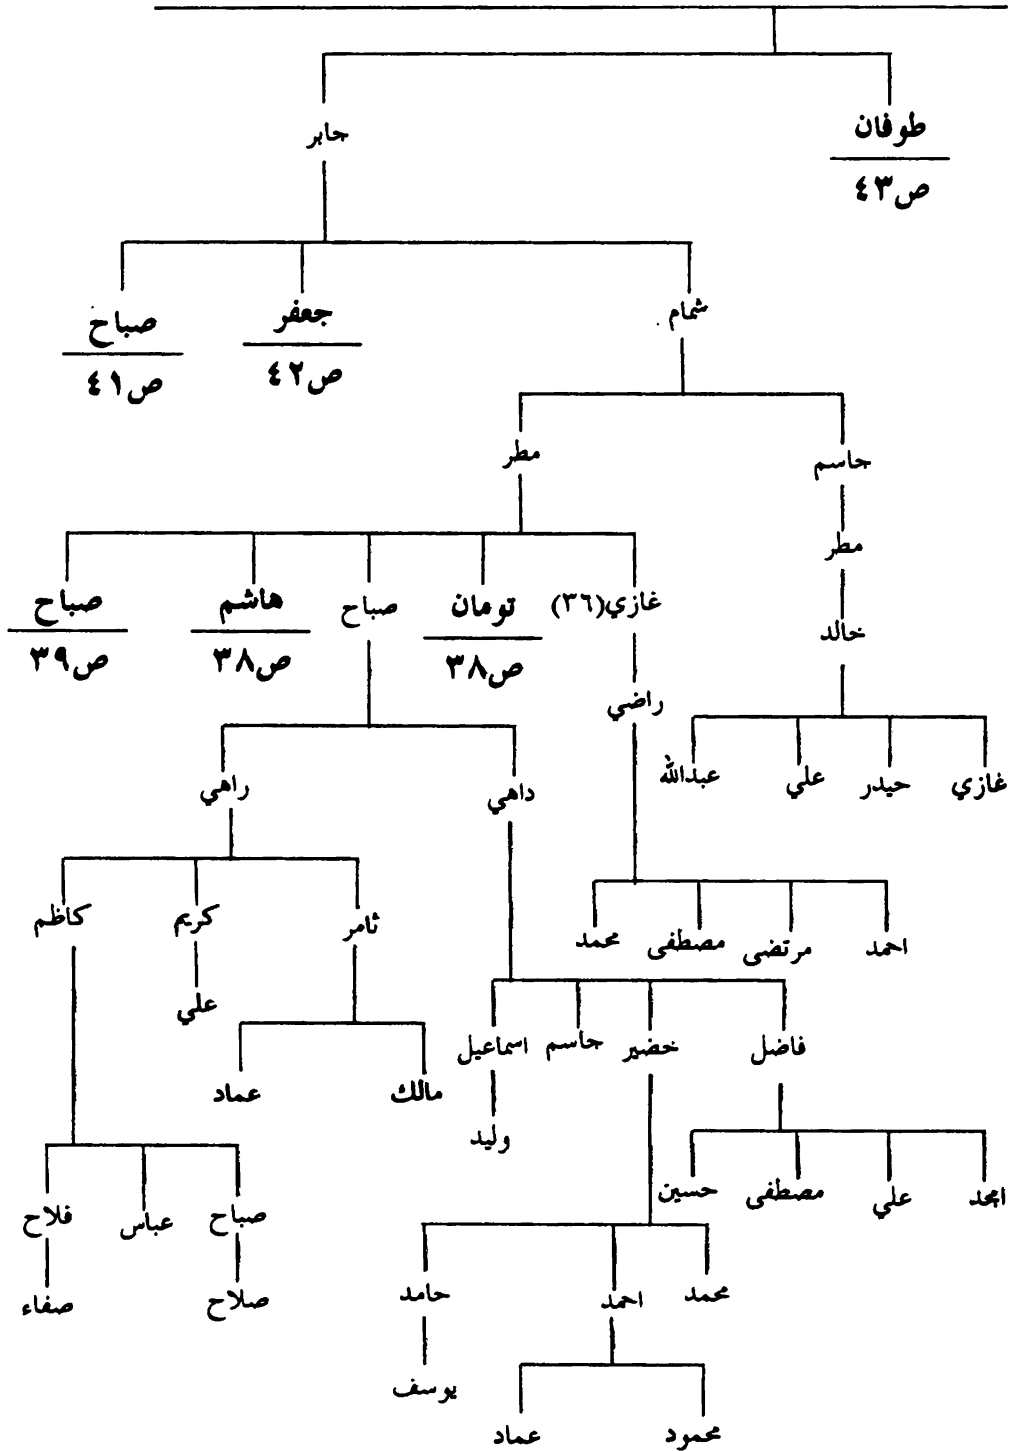 طوفان
ص٤٣
جابر
شمام
جعفر
ص٤٢
صباح
ص٤١
جاسم
مطر
مطر
خالد
غازي(٣٦)
تومان
ص٣٨
صباح
هاشم
ص٣٨
صباح
ص٣٩
راضي
غازي
حيدر
علي
عبدالله
داهي
راهي
احمد
مرتضى
مصطفى
محمد
ثامر
كريم
كاظم
علي
فاضل
خضير
جاسم
اسماعيل
مالك
عماد
وليد
امجد
علي
مصطفى
حسين
صباح
عباس
فلاح
محمد
احمد
حامد
صلاح
صفاء
يوسف
محمود
عماد